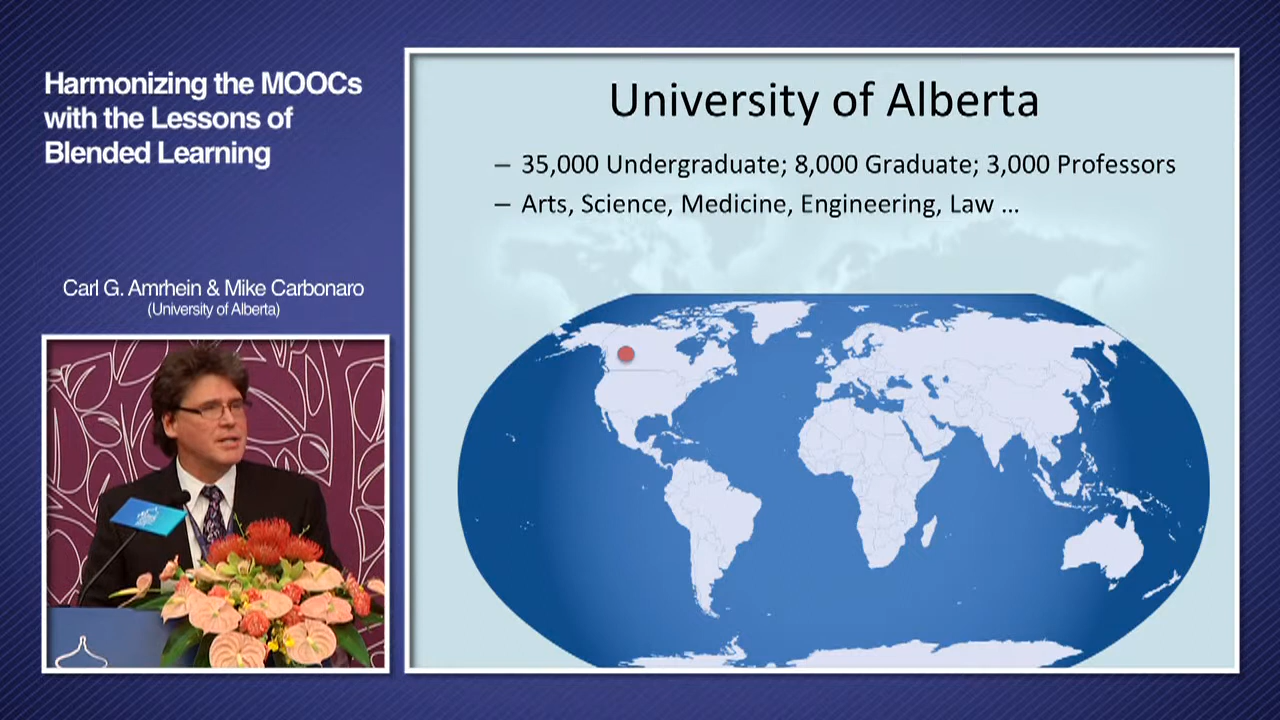 Harmonizing the MOOCs
with the Lessons of
Blended Learning
Carl G. Amrhein & Mike Carbonaro
(University of Alberta)
University of Alberta
– 35,000 Undergraduate; 8,000 Graduate; 3,000 Professors
– Arts, Science, Medicine, Engineering, Law ...